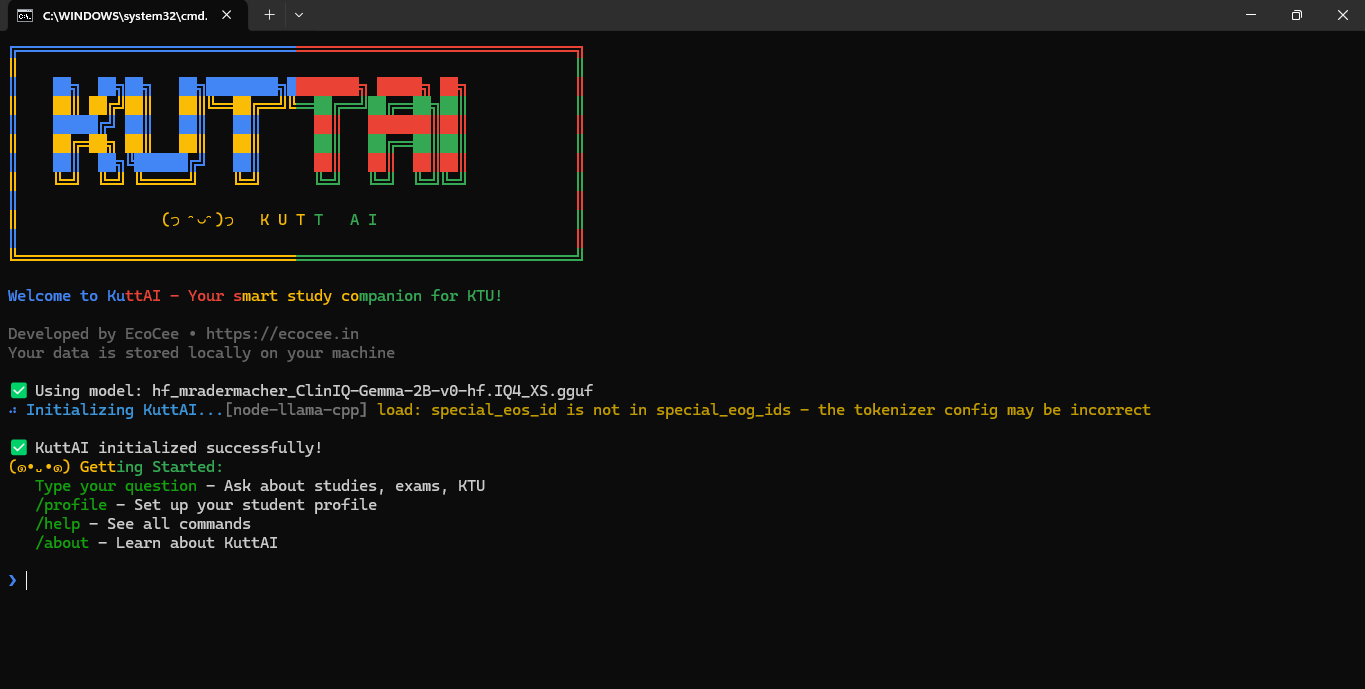 C:\WINDOWS\system32\cmd.
KUTTAI
(っ ᵔ◡ᵔ)っ KUTT AI
Welcome to KuttAI - Your smart study companion for KTU!
Developed by EcoCee • https://ecocee.in
Your data is stored locally on your machine
✅ Using model: hf_mradermacher_ClinIQ-Gemma-2B-v0-hf.IQ4_XS.gguf
⠴ Initializing KuttAI...[node-llama-cpp] load: special_eos_id is not in special_eog_ids - the tokenizer config may be incorrect
✅ KuttAI initialized successfully!
(๑•ᴗ•๑) Getting Started:
Type your question - Ask about studies, exams, KTU
/profile - Set up your student profile
/help - See all commands
/about - Learn about KuttAI
❯